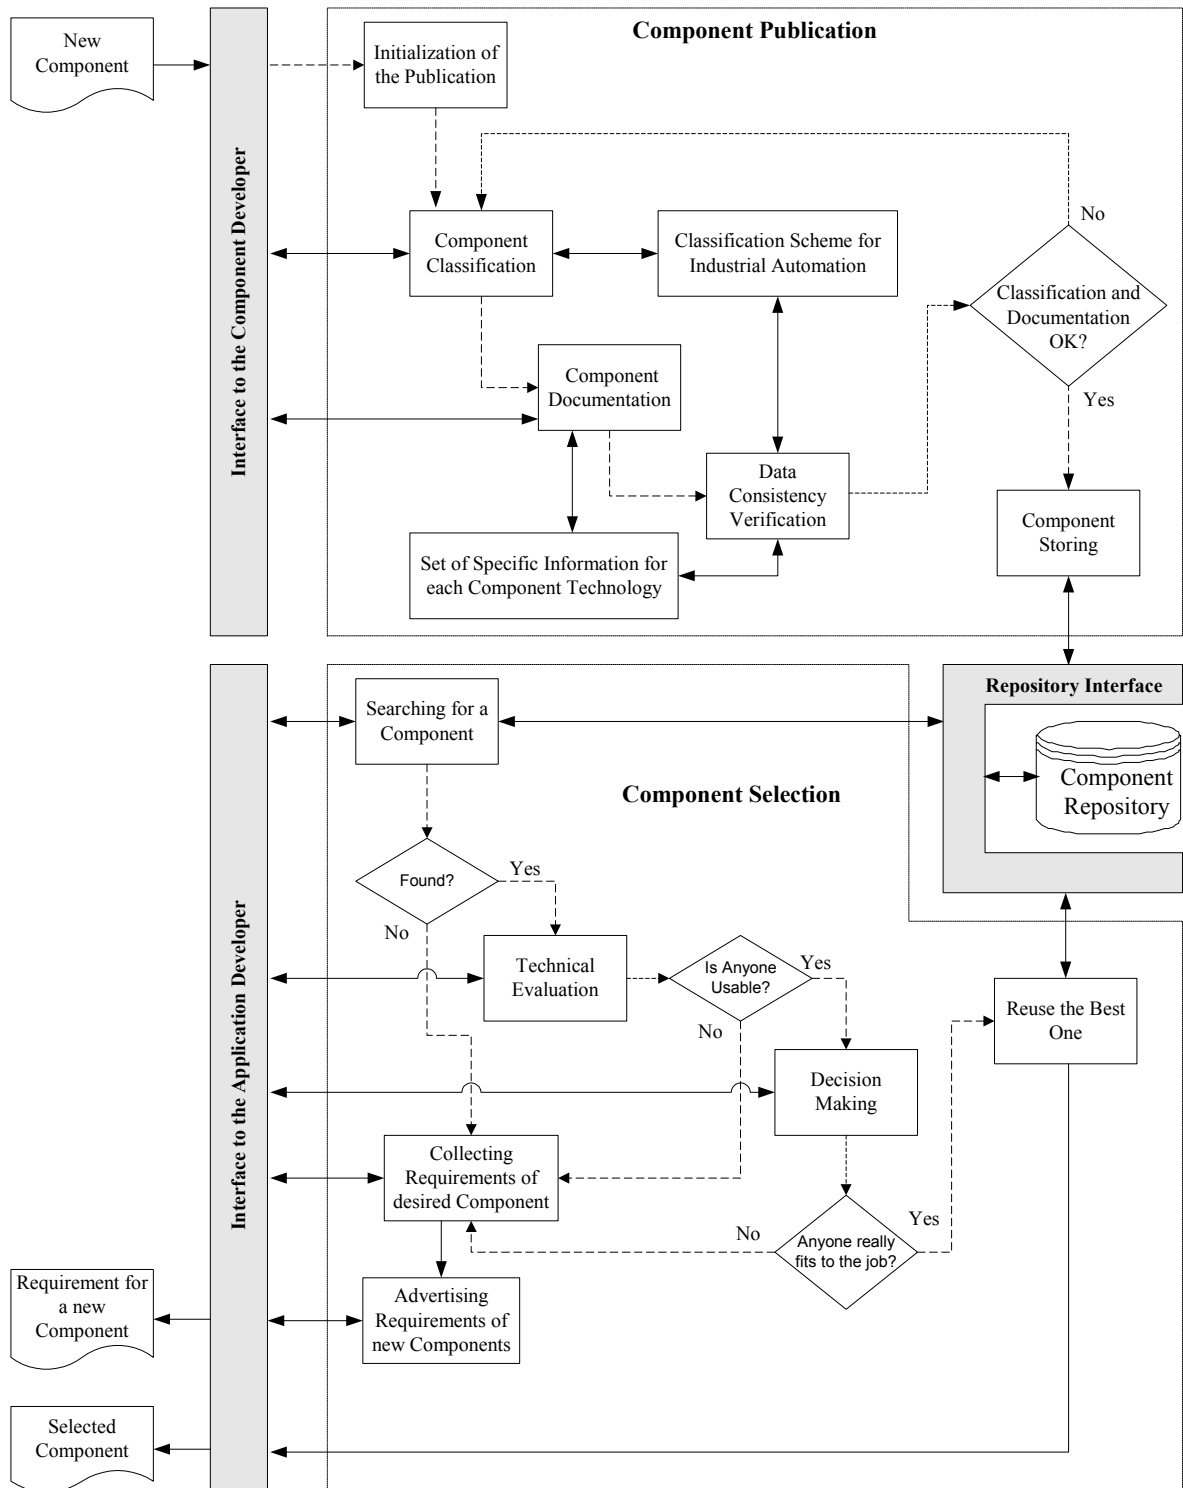 New
Component
Interface to the Component Developer
Component Publication
Initialization of
the Publication
No
Component
Classification
Classification Scheme for
Industrial Automation
Classification and
Documentation
OK?
Component
Documentation
Yes
Data
Consistency
Verification
Component
Storing
Set of Specific Information for
each Component Technology
Interface to the Application Developer
Searching for a
Component
Repository Interface
Component
Repository
Component Selection
Found?
Yes
No
Technical
Evaluation
Is Anyone
Usable?
Yes
No
Reuse the Best
One
Decision
Making
Collecting
Requirements of
desired Component
No
Anyone really
fits to the job?
Yes
Requirement for
a new
Component
Advertising
Requirements of
new Components
Selected
Component